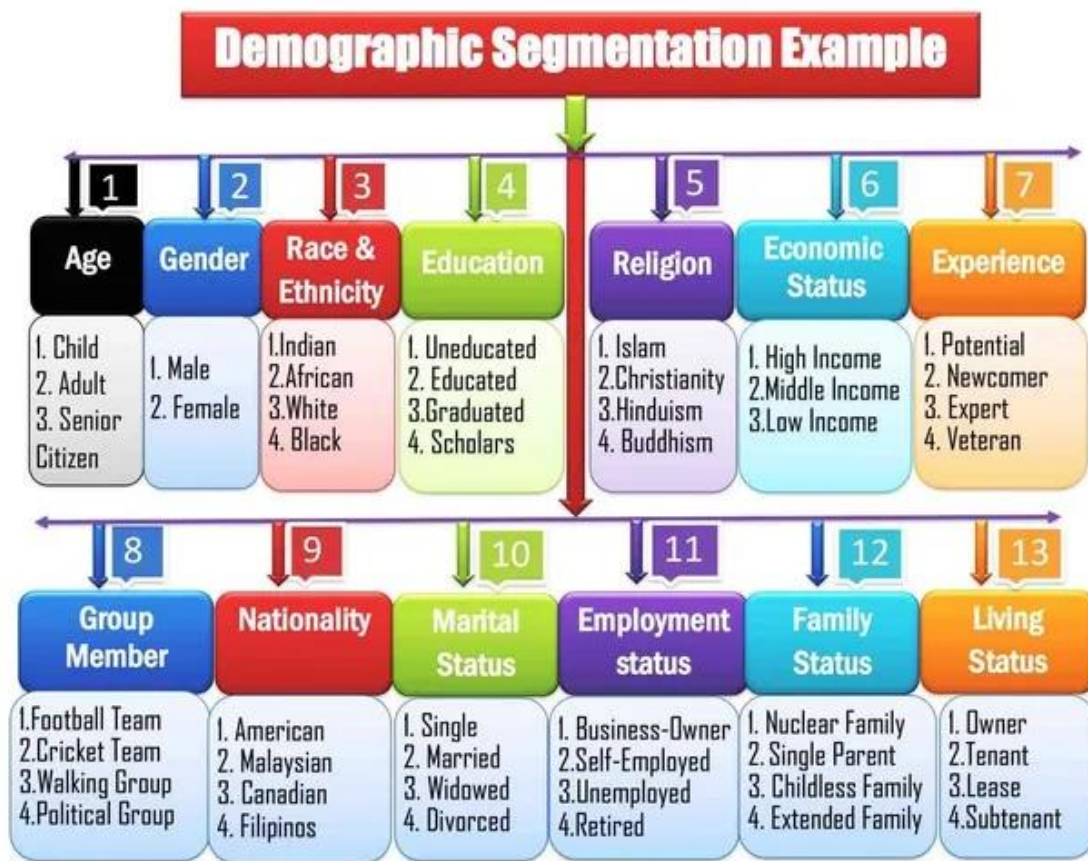 Demographic Segmentation Example
1
Age
1. Child
2. Adult
3. Senior
Citizen
2
Gender
1. Male
2. Female
3
Race &
Ethnicity
1.Indian
2.African
3.White
4. Black
4
Education
1. Uneducated
2. Educated
3.Graduated
4. Scholars
5
Religion
1. Islam
2.Christianity
3.Hinduism
4. Buddhism
6
Economic
Status
1. High Income
2.Middle Income
3.Low Income
7
Experience
1. Potential
2. Newcomer
3. Expert
4. Veteran
8
Group
Member
1.Football Team
2.Cricket Team
3.Walking Group
4.Political Group
9
Nationality
1. American
2. Malaysian
3. Canadian
4. Filipinos
10
Marital
Status
1. Single
2. Married
3. Widowed
4. Divorced
11
Employment
status
1. Business-Owner
2.Self-Employed
3.Unemployed
4.Retired
12
Family
Status
1. Nuclear Family
2. Single Parent
3. Childless Family
4. Extended Family
13
Living
Status
1. Owner
2.Tenant
3.Lease
4.Subtenant